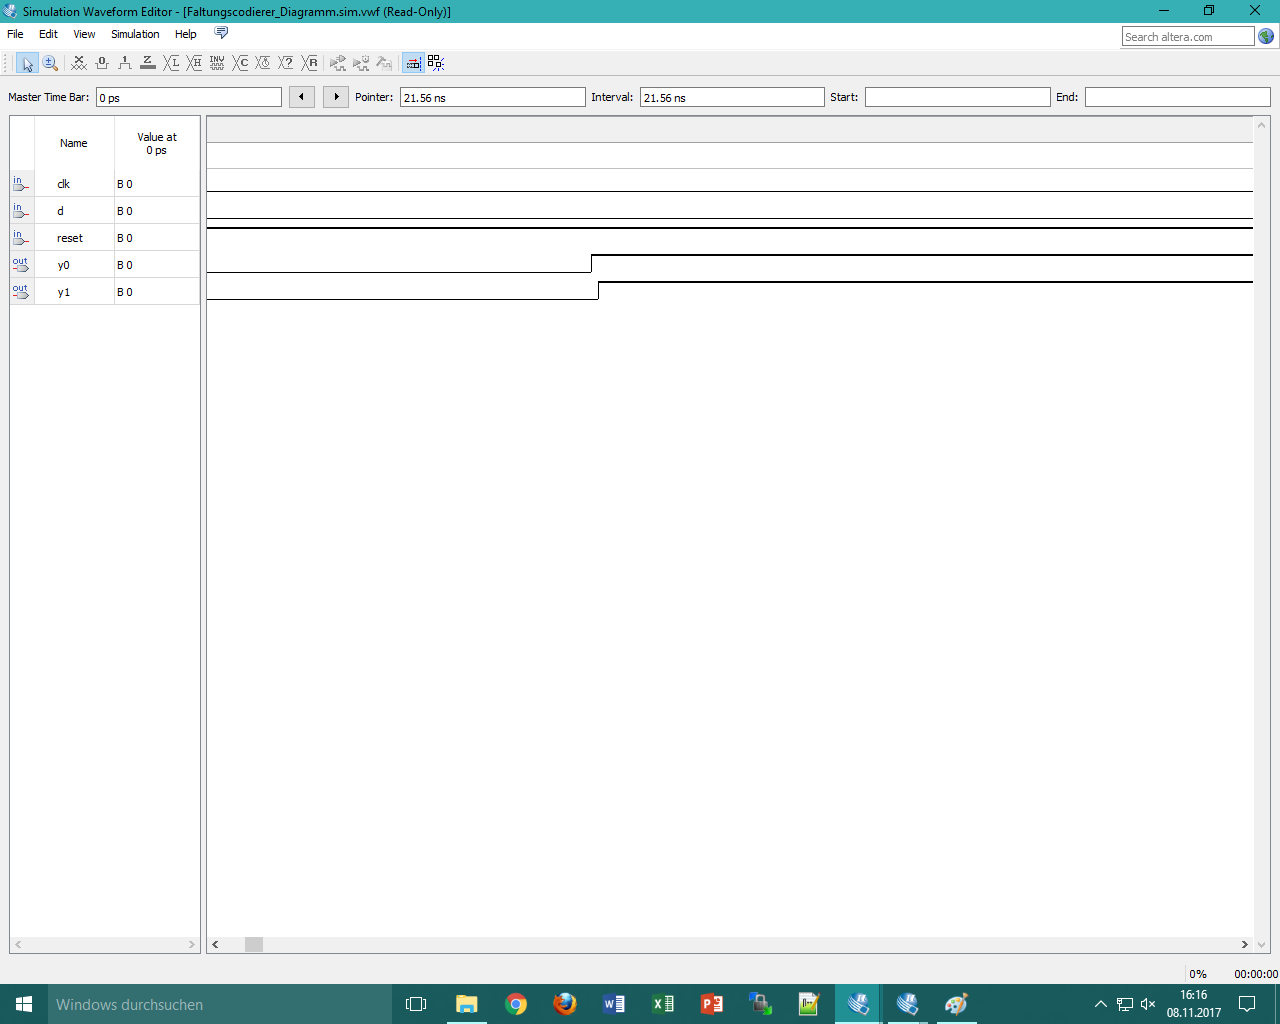 Simulation Waveform Editor - [Faltungscodierer_Diagramm.sim.vwf (Read-Only)]
File Edit View Simulation Help
Search altera.com
Master Time Bar: 0 ps Pointer: 21.56 ns Interval: 21.56 ns Start: End:
Name Value at 0 ps
in clk B 0
in d B 0
in reset B 0
out y0 B 0
out y1 B 0
0% 00:00:00
Windows durchsuchen
16:16
08.11.2017